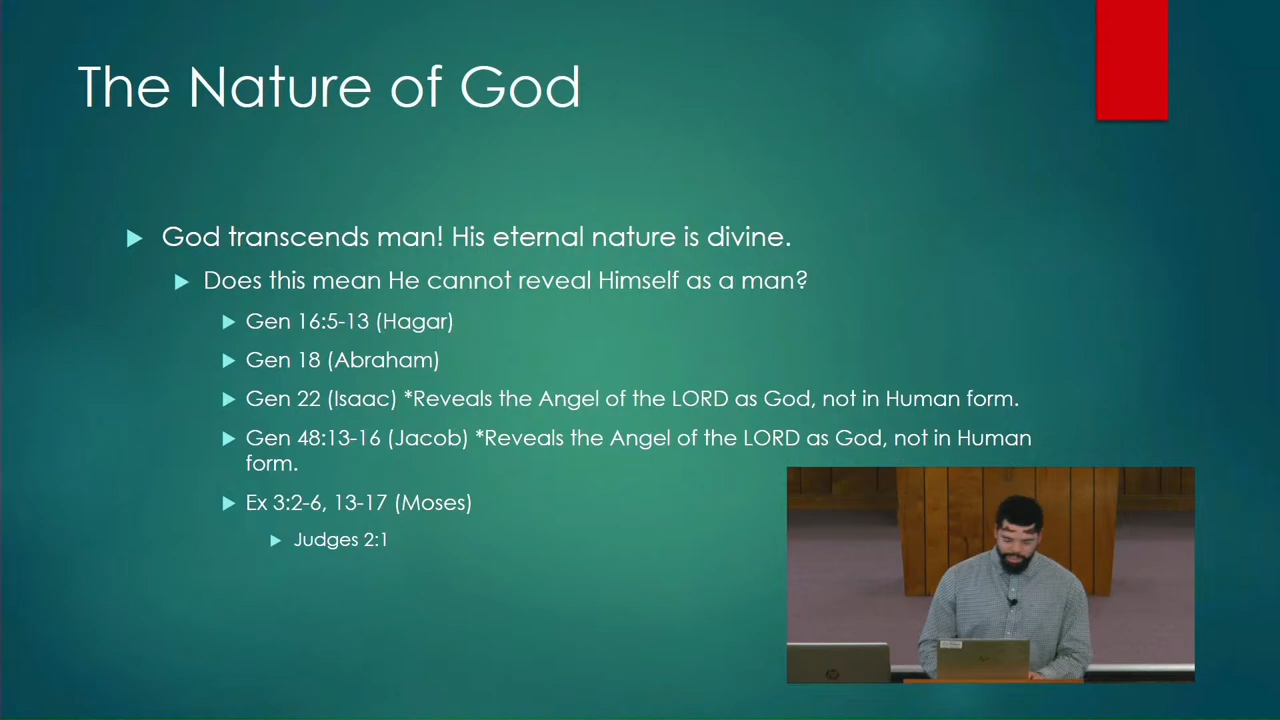 The Nature of God
God transcends man! His eternal nature is divine.
Does this mean He cannot reveal Himself as a man?
Gen 16:5-13 (Hagar)
Gen 18 (Abraham)
Gen 22 (Isaac) *Reveals the Angel of the LORD as God, not in Human form.
Gen 48:13-16 (Jacob) *Reveals the Angel of the LORD as God, not in Human
form.
Ex 3:2-6, 13-17 (Moses)
Judges 2:1